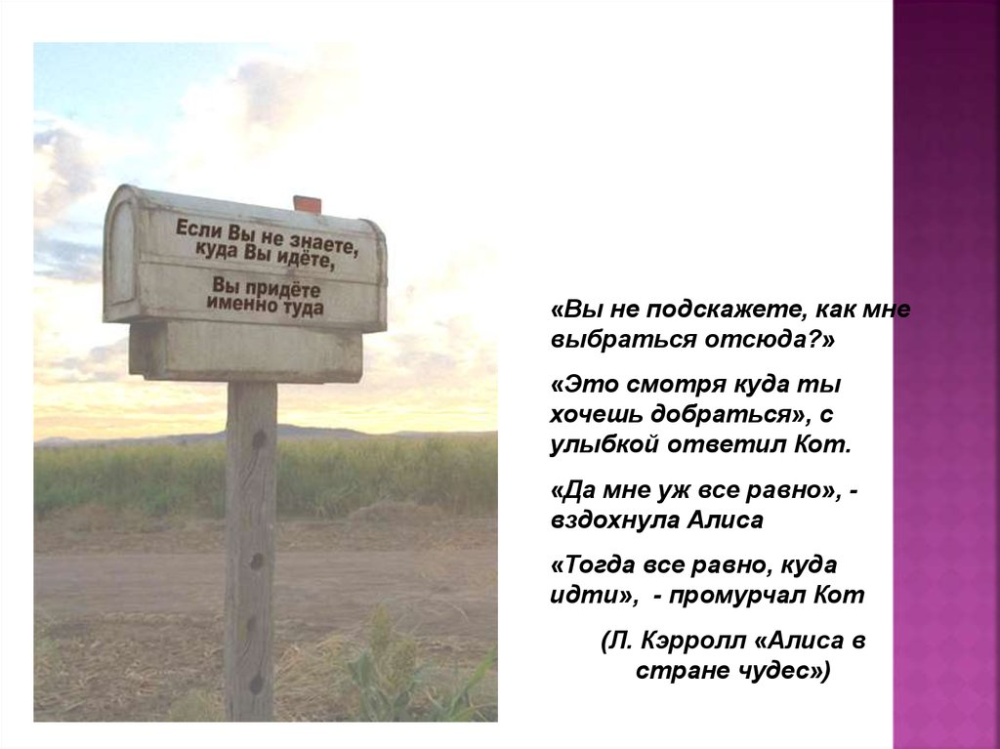 Если Вы не знаете,
куда Вы идёте,
Вы придёте
именно туда
«Вы не подскажете, как мне
выбраться отсюда?»
«Это смотря куда ты
хочешь добраться», с
улыбкой ответил Кот.
«Да мне уж все равно», -
вздохнула Алиса
«Тогда все равно, куда
идти»,  - промурчал Кот
(Л. Кэрролл «Алиса в
стране чудес»)